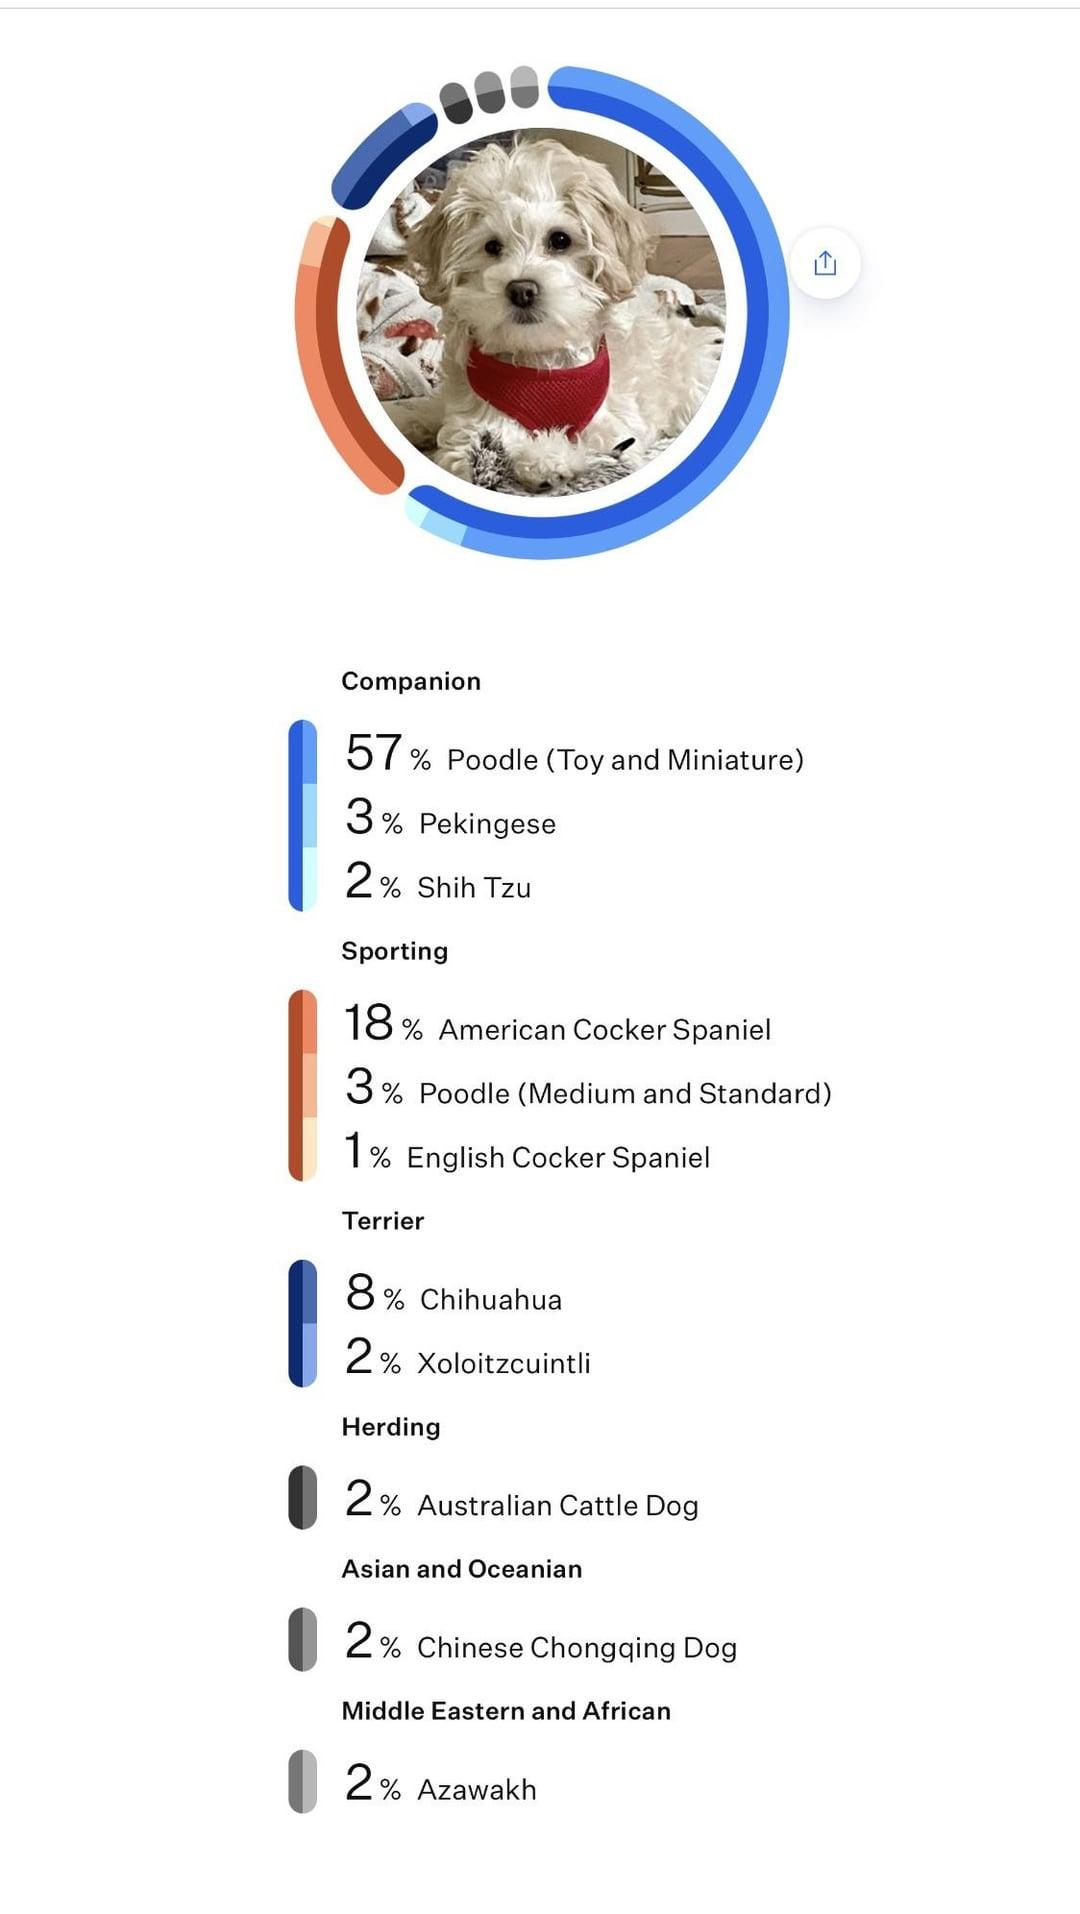 Companion
57 % Poodle (Toy and Miniature)
3 % Pekingese
2 % Shih Tzu
Sporting
18 % American Cocker Spaniel
3 % Poodle (Medium and Standard)
1 % English Cocker Spaniel
Terrier
8 % Chihuahua
2 % Xoloitzcuintli
Herding
2 % Australian Cattle Dog
Asian and Oceanian
2 % Chinese Chongqing Dog
Middle Eastern and African
2 % Azawakh